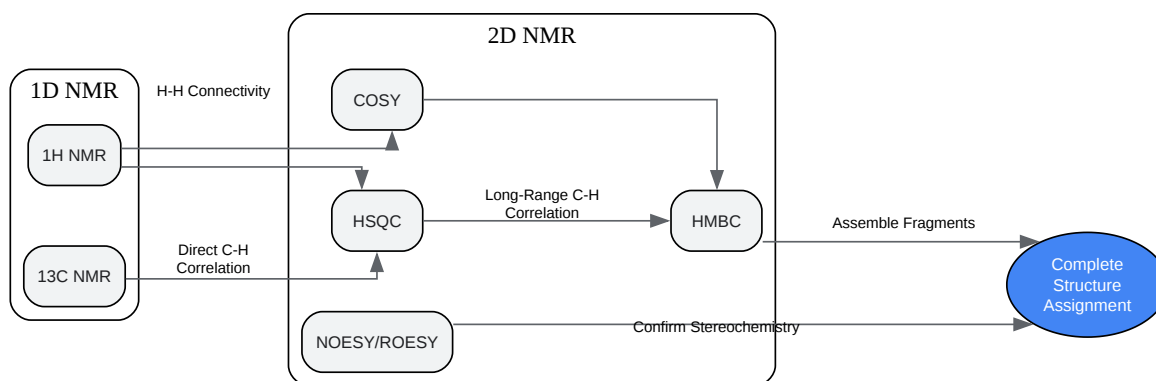 2D NMR
1D NMR
H-H Connectivity
COSY
1H NMR
Long-Range C-H
Correlation
HSQC
HMBC
Assemble Fragments
Direct C-H
Correlation
13C NMR
Complete
Structure
Assignment
NOESY/ROESY
Confirm Stereochemistry